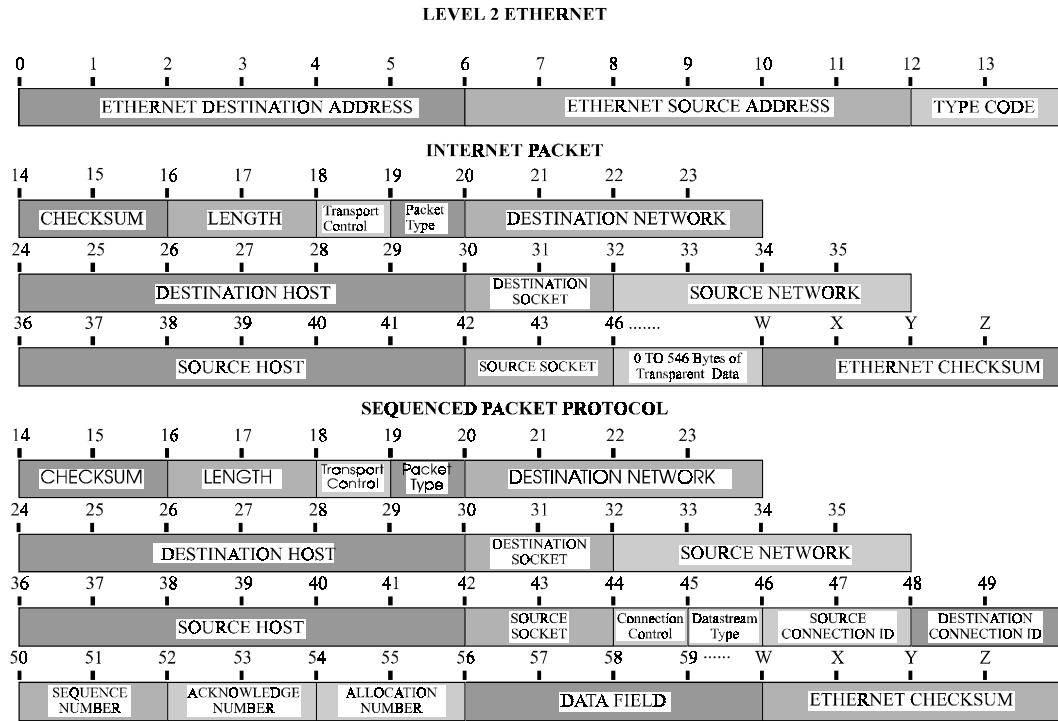 LEVEL 2 ETHERNET
0 1 2 3 4 5 6 7 8 9 10 11 12 13
ETHERNET DESTINATION ADDRESS ETHERNET SOURCE ADDRESS TYPE CODE
INTERNET PACKET
14 15 16 17 18 19 20 21 22 23
CHECKSUM LENGTH Transport Control Packet Type DESTINATION NETWORK
24 25 26 27 28 29 30 31 32 33 34 35
DESTINATION HOST DESTINATION SOCKET SOURCE NETWORK
36 37 38 39 40 41 42 43 46 ....... W X Y Z
SOURCE HOST SOURCE SOCKET 0 TO 546 Bytes of Transparent Data ETHERNET CHECKSUM
SEQUENCED PACKET PROTOCOL
14 15 16 17 18 19 20 21 22 23
CHECKSUM LENGTH Transport Control Packet Type DESTINATION NETWORK
24 25 26 27 28 29 30 31 32 33 34 35
DESTINATION HOST DESTINATION SOCKET SOURCE NETWORK
36 37 38 39 40 41 42 43 44 45 46 47 48 49
SOURCE HOST SOURCE SOCKET Connection Control Datastream Type SOURCE CONNECTION ID DESTINATION CONNECTION ID
50 51 52 53 54 55 56 57 58 59 ...... W X Y Z
SEQUENCE NUMBER ACKNOWLEDGE NUMBER ALLOCATION NUMBER DATA FIELD ETHERNET CHECKSUM